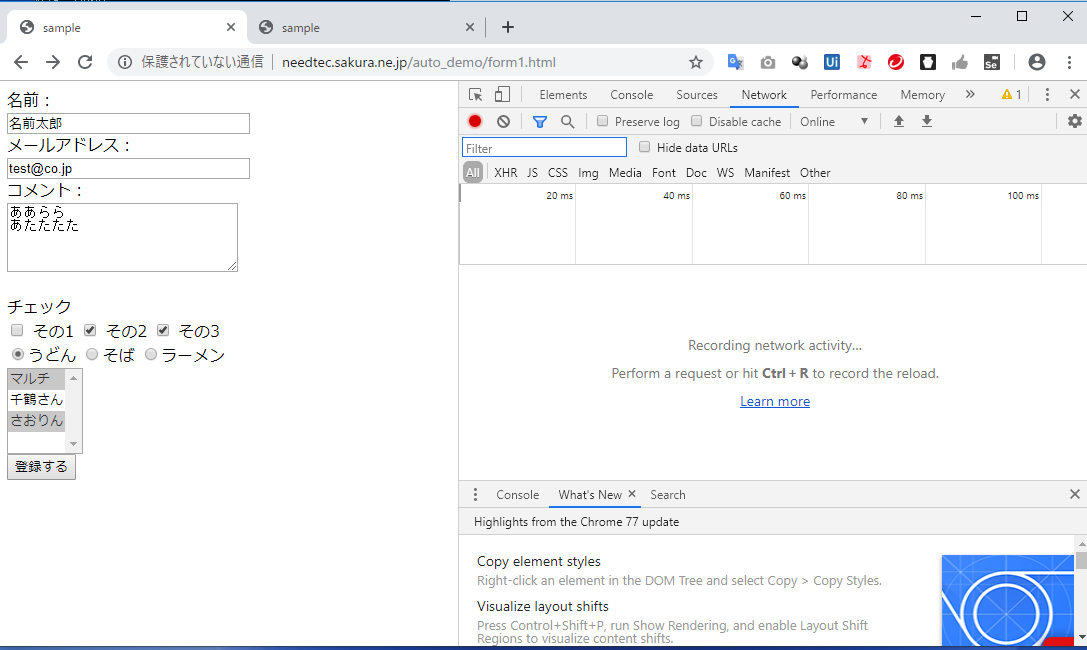 sample
sample
保護されていない通信 needtec.sakura.ne.jp/auto_demo/form1.html
Ui
Se
名前：
名前太郎
メールアドレス：
test@co.jp
コメント：
ああらら
あたたたた
チェック
その1 その2 その3
うどん そば ラーメン
マルチ
千鶴さん
さおりん
登録する
Elements Console Sources Network Performance Memory » 1
Preserve log Disable cache Online
Filter Hide data URLs
All XHR JS CSS Img Media Font Doc WS Manifest Other
20 ms 40 ms 60 ms 80 ms 100 ms
Recording network activity...
Perform a request or hit Ctrl + R to record the reload.
Learn more
Console What's New Search
Highlights from the Chrome 77 update
Copy element styles
Right-click an element in the DOM Tree and select Copy > Copy Styles.
Visualize layout shifts
Press Control+Shift+P, run Show Rendering, and enable Layout Shift
Regions to visualize content shifts.